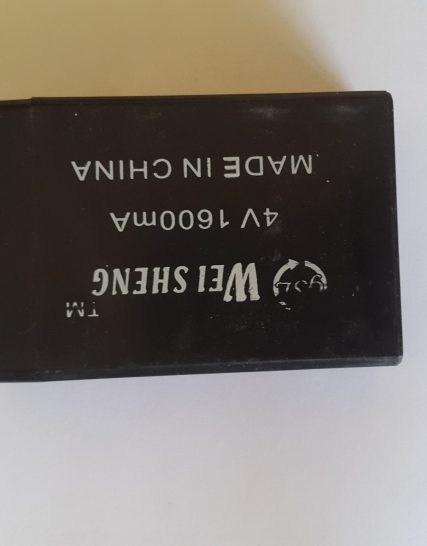 WEI SHENG TM
4V 1600mA
MADE IN CHINA